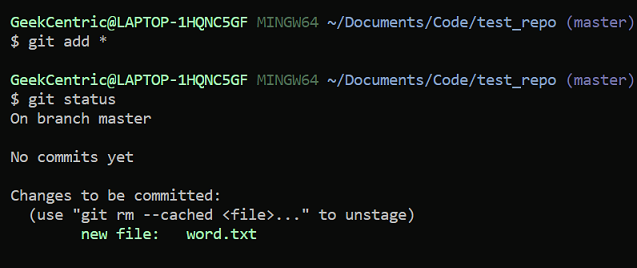 GeekCentric@LAPTOP-1HQNC5GF MINGW64 ~/Documents/Code/test_repo (master)
$ git add *
GeekCentric@LAPTOP-1HQNC5GF MINGW64 ~/Documents/Code/test_repo (master)
$ git status
On branch master
No commits yet
Changes to be committed:
  (use "git rm --cached <file>..." to unstage)
        new file:   word.txt